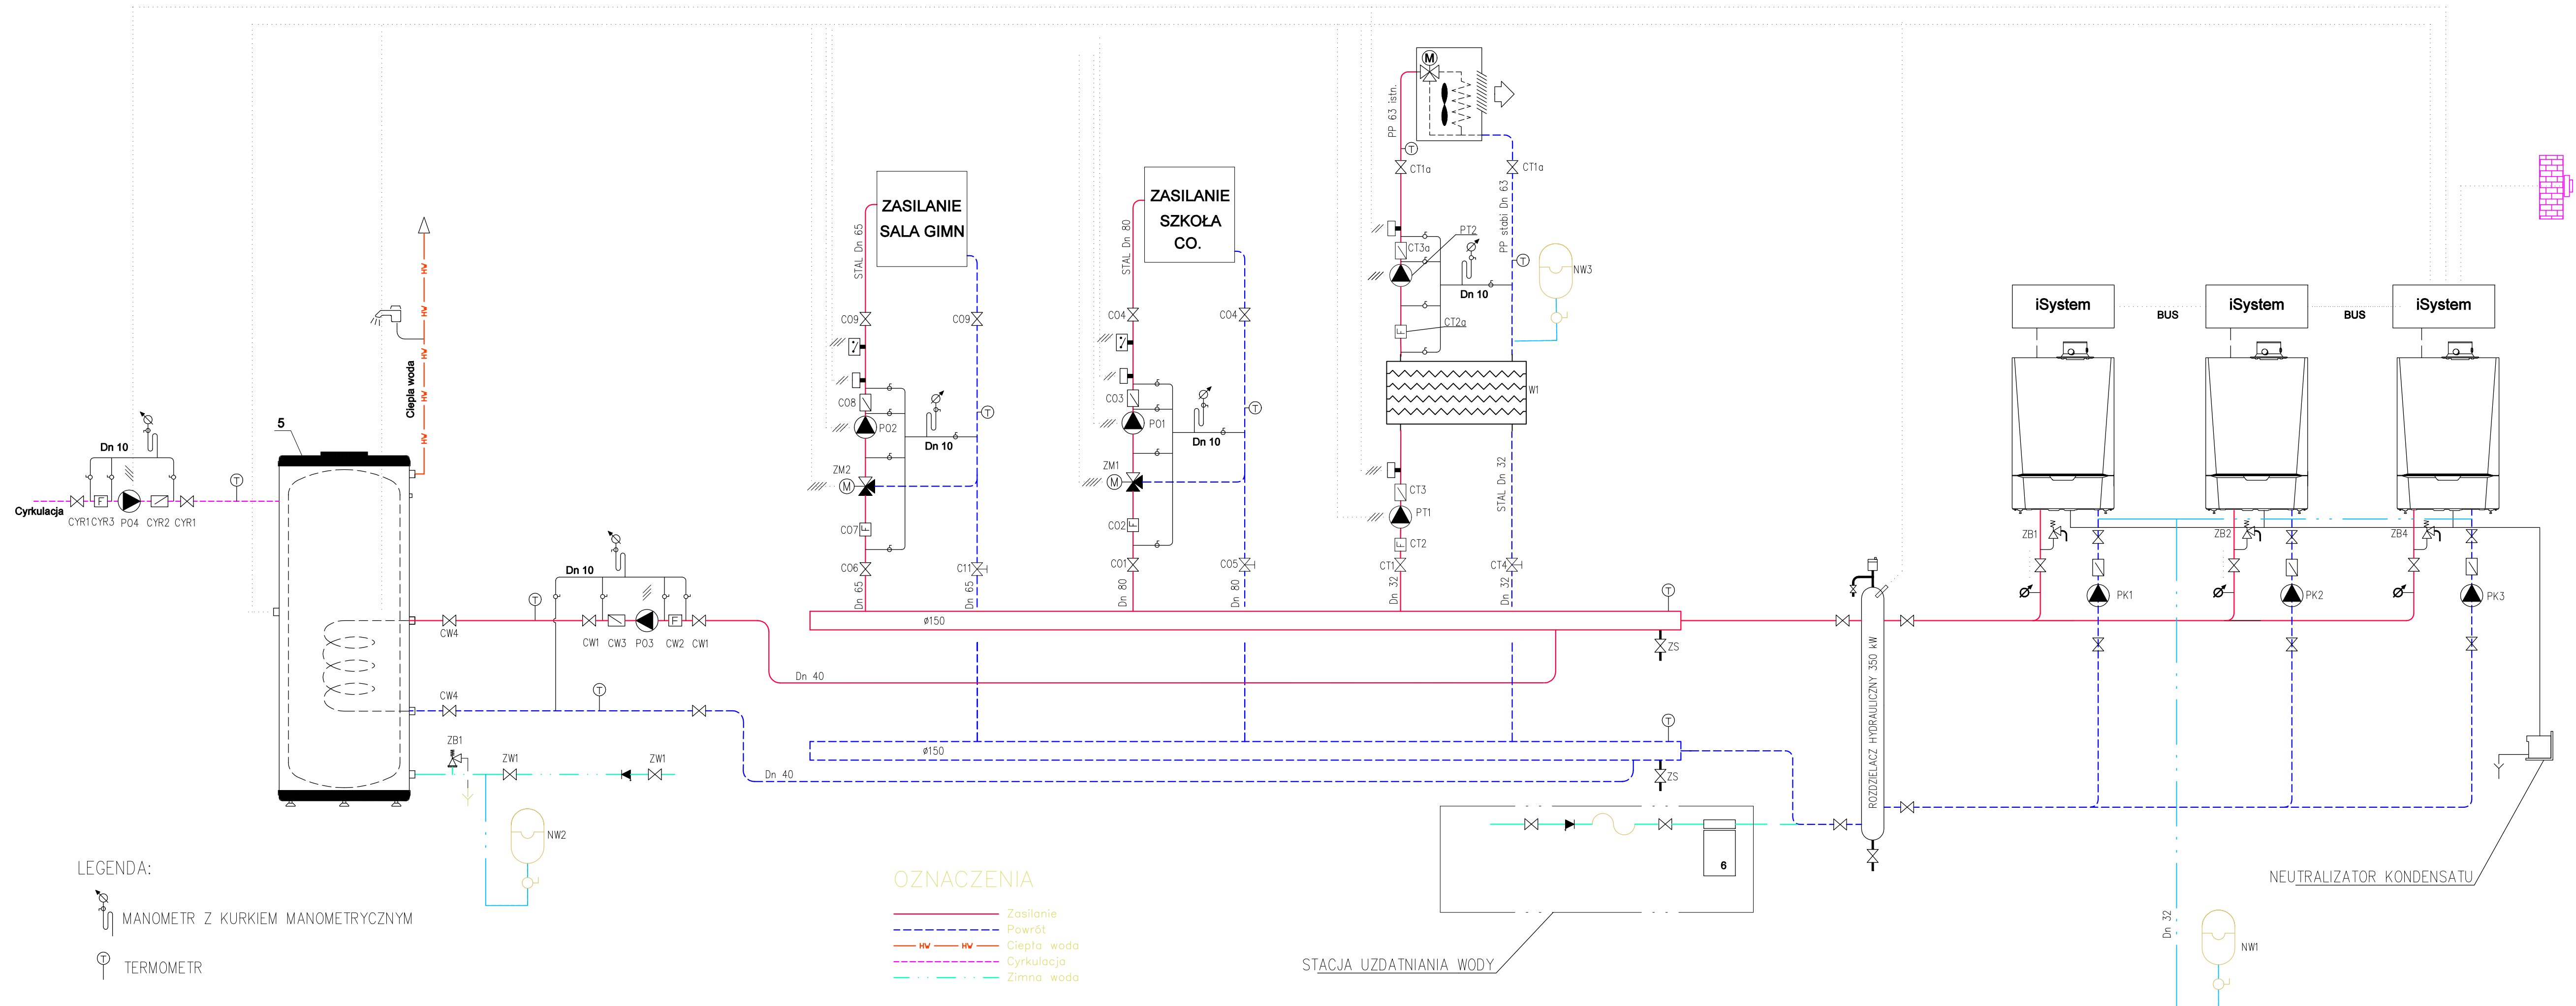 M
PP 63 istn.
T
CT1a
CT1a
PP stabi Dn 63
ZASILANIE
SALA GIMN
ZASILANIE
SZKOŁA
CO.
STAL Dn 65
STAL Dn 80
PT2
CT3a
T
NW3
Dn 10
CT2a
CO9
CO9
CO4
CO4
F
iSystem
BUS
iSystem
BUS
iSystem
HW
HW
HW
HW
Ciepla woda
W1
CO8
PO2
T
Dn 10
CO3
PO1
T
Dn 10
5
Dn 10
T
F
Cyrkulacja
CYR1
CYR3
PO4
CYR2
CYR1
ZM2
M
ZM1
M
CT3
PT1
STAL Dn 32
CO7
F
CO2
F
F
CT2
CO6
C11
CO1
CO5
CT1
CT4
Dn 65
Dn 65
Dn 80
Dn 80
Dn 32
Dn 32
ZB1
ZB2
ZB4
PK1
PK2
PK3
Dn 10
T
CW4
CW1
CW3
PO3
F
CW2
CW1
ø150
T
ZS
Dn 40
ROZDZIELACZ HYDRAULICZNY 350 kW
CW4
T
ø150
T
ZS
Dn 40
ZB1
ZW1
ZW1
NW2
6
LEGENDA:
MANOMETR Z KURKIEM MANOMETRYCZNYM
T
TERMOMETR
OZNACZENIA
Zasilanie
Powrót
HW
HW
Ciepła woda
Cyrkulacja
Zimna woda
STACJA UZDATNIANIA WODY
NEUTRALIZATOR KONDENSATU
Dn 32
NW1